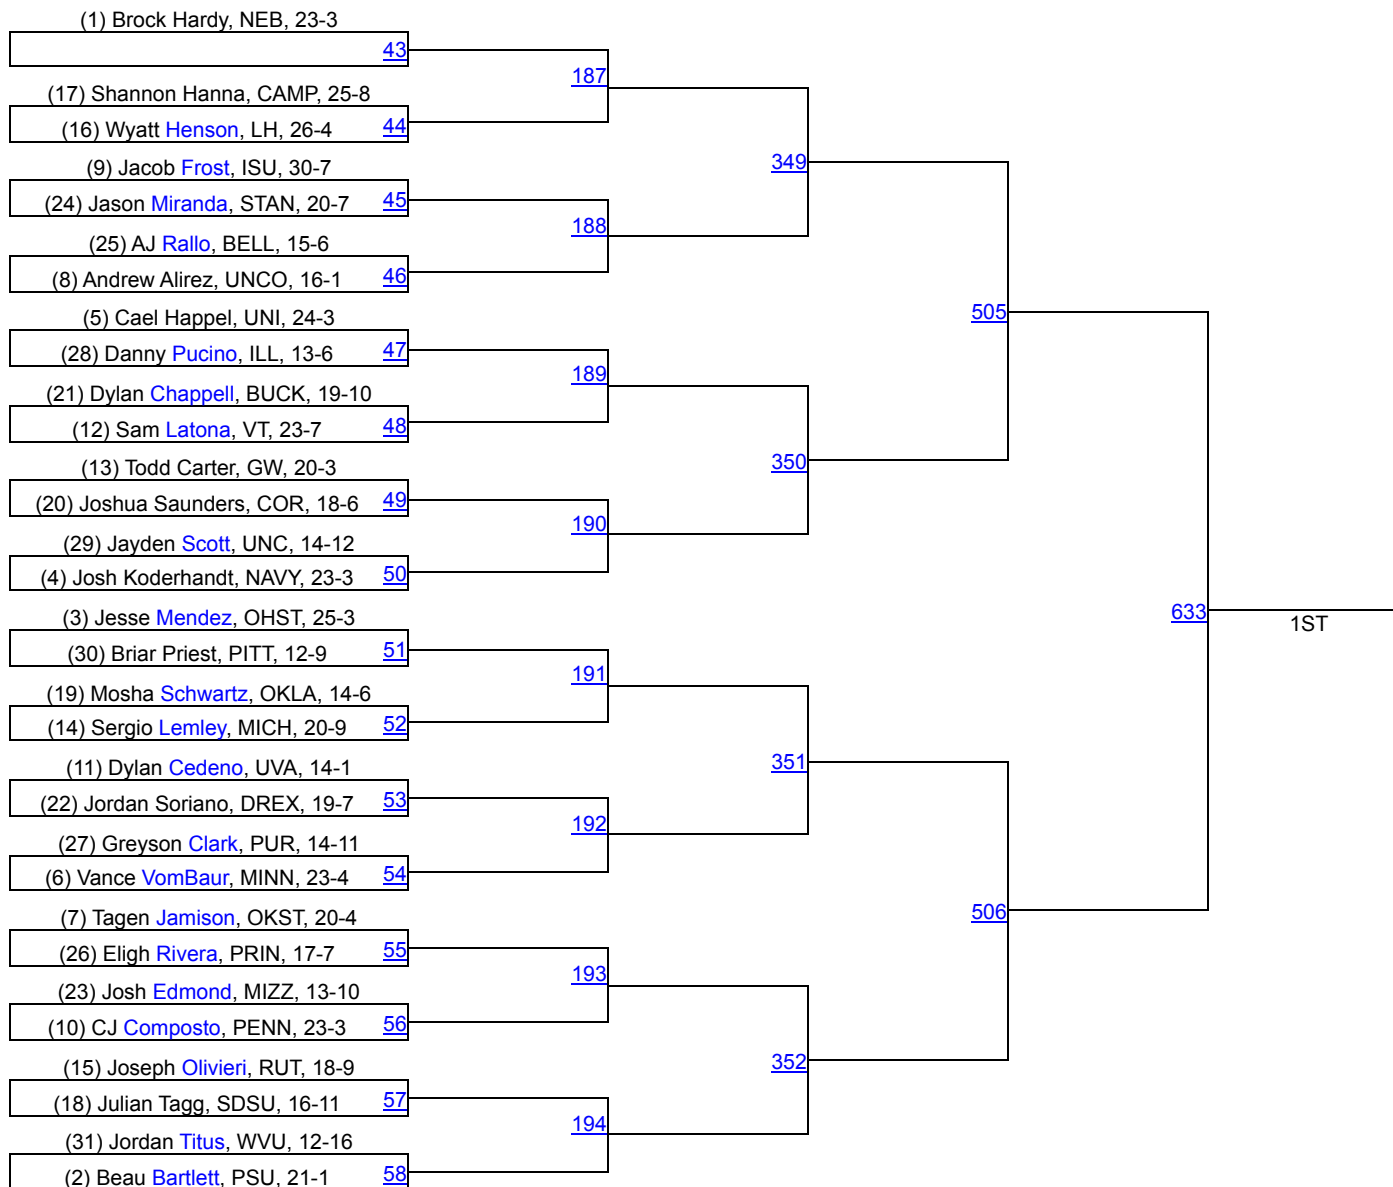 (1) Brock Hardy, NEB, 23-3
43
187
(17) Shannon Hanna, CAMP, 25-8
(16) Wyatt Henson, LH, 26-4 44
349
(9) Jacob Frost, ISU, 30-7
(24) Jason Miranda, STAN, 20-7 45
188
(25) AJ Rallo, BELL, 15-6
(8) Andrew Alirez, UNCO, 16-1 46
505
(5) Cael Happel, UNI, 24-3
(28) Danny Pucino, ILL, 13-6 47
189
(21) Dylan Chappell, BUCK, 19-10
(12) Sam Latona, VT, 23-7 48
350
(13) Todd Carter, GW, 20-3
(20) Joshua Saunders, COR, 18-6 49
190
(29) Jayden Scott, UNC, 14-12
(4) Josh Koderhandt, NAVY, 23-3 50
633
1ST
(3) Jesse Mendez, OHST, 25-3
(30) Briar Priest, PITT, 12-9 51
191
(19) Mosha Schwartz, OKLA, 14-6
(14) Sergio Lemley, MICH, 20-9 52
351
(11) Dylan Cedeno, UVA, 14-1
(22) Jordan Soriano, DREX, 19-7 53
192
(27) Greyson Clark, PUR, 14-11
(6) Vance VomBaur, MINN, 23-4 54
506
(7) Tagen Jamison, OKST, 20-4
(26) Eligh Rivera, PRIN, 17-7 55
193
(23) Josh Edmond, MIZZ, 13-10
(10) CJ Composto, PENN, 23-3 56
352
(15) Joseph Olivieri, RUT, 18-9
(18) Julian Tagg, SDSU, 16-11 57
194
(31) Jordan Titus, WVU, 12-16
(2) Beau Bartlett, PSU, 21-1 58